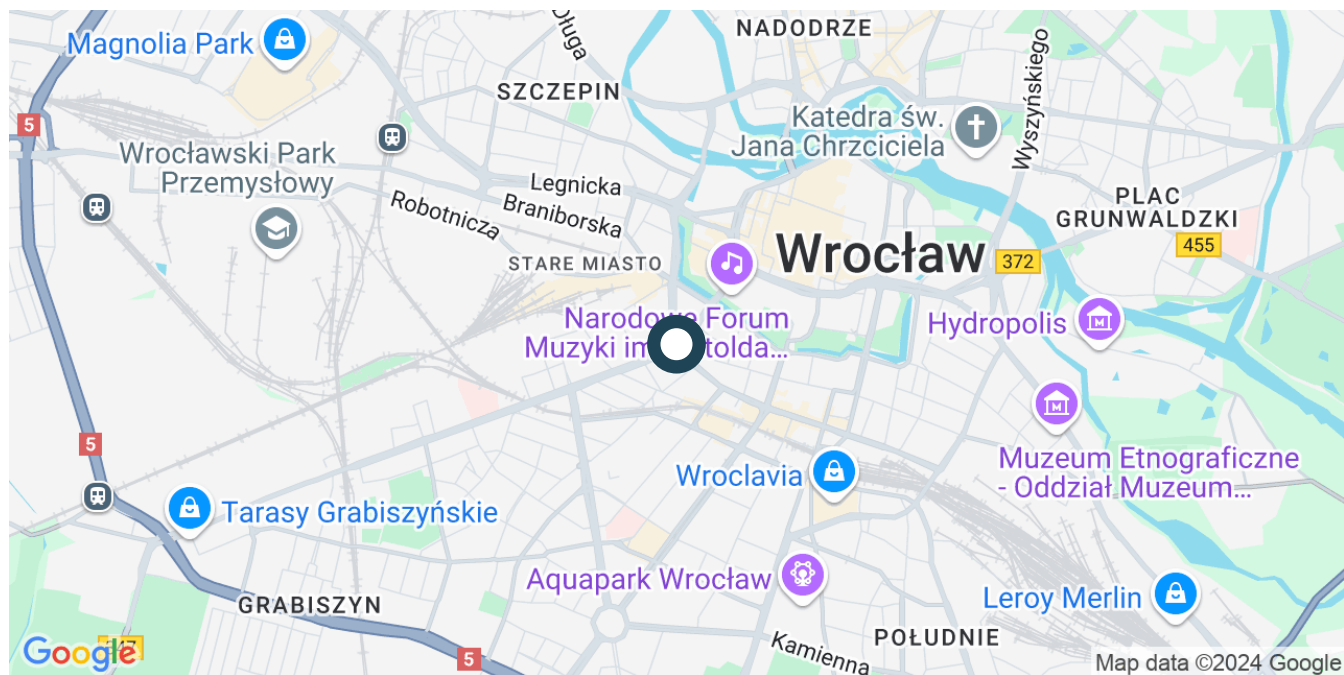 Magnolia Park
Długa
NADODRZE
SZCZEPIN
Wyszyńskiego
5
Katedra św.
Jana Chrzciciela
Wrocławski Park
Przemysłowy
Legnicka
Braniborska
Robotnicza
PLAC
GRUNWALDZKI
455
STARE MIASTO
Wrocław
372
Narodowe Forum
Muzyki im. tolda...
Hydropolis
5
Wroclavia
Muzeum Etnograficzne
- Oddział Muzeum...
Tarasy Grabiszyńskie
Aquapark Wrocław
Leroy Merlin
GRABISZYN
POŁUDNIE
Kamienna
Google
5
Map data ©2024 Google